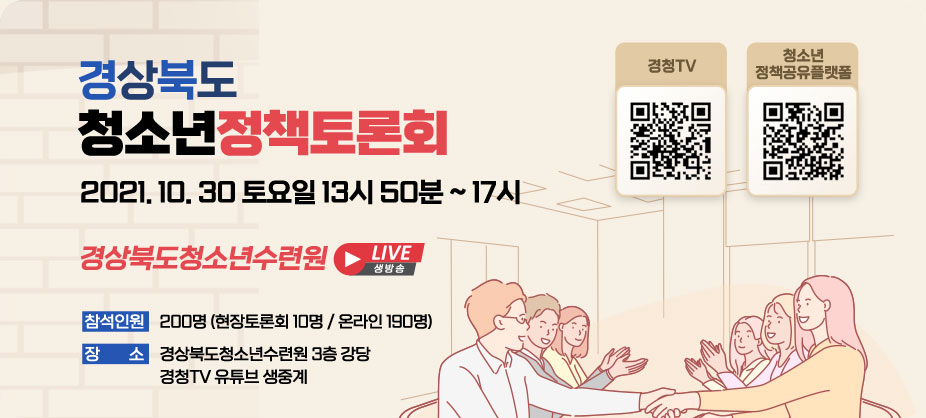 경상북도
청소년정책토론회
2021. 10. 30 토요일 13시 50분 ~ 17시
경상북도청소년수련원 LIVE
생방송
참석인원 200명 (현장토론회 10명 / 온라인 190명)
장 소 경상북도청소년수련원 3층 강당
경청TV 유튜브 생중계
경청TV
청소년
정책공유플랫폼